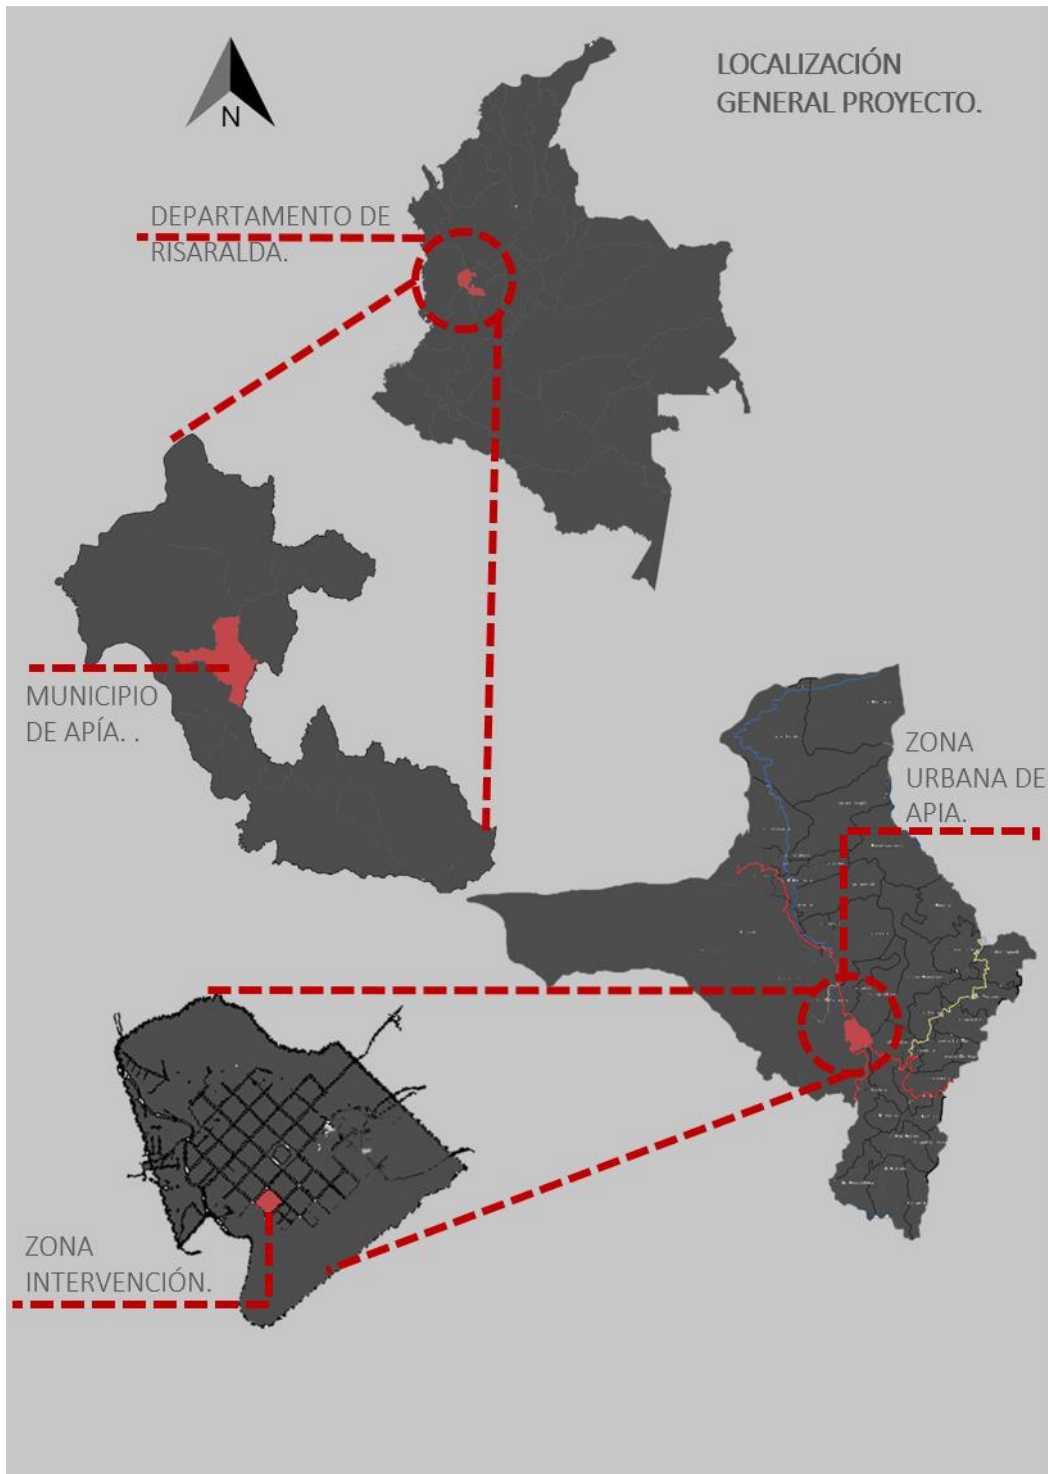 LOCALIZACIÓN
GENERAL PROYECTO.
N
DEPARTAMENTO DE
RISARALDA.
MUNICIPIO
DE APÍA. .
ZONA
URBANA DE
APIA.
ZONA
INTERVENCIÓN.